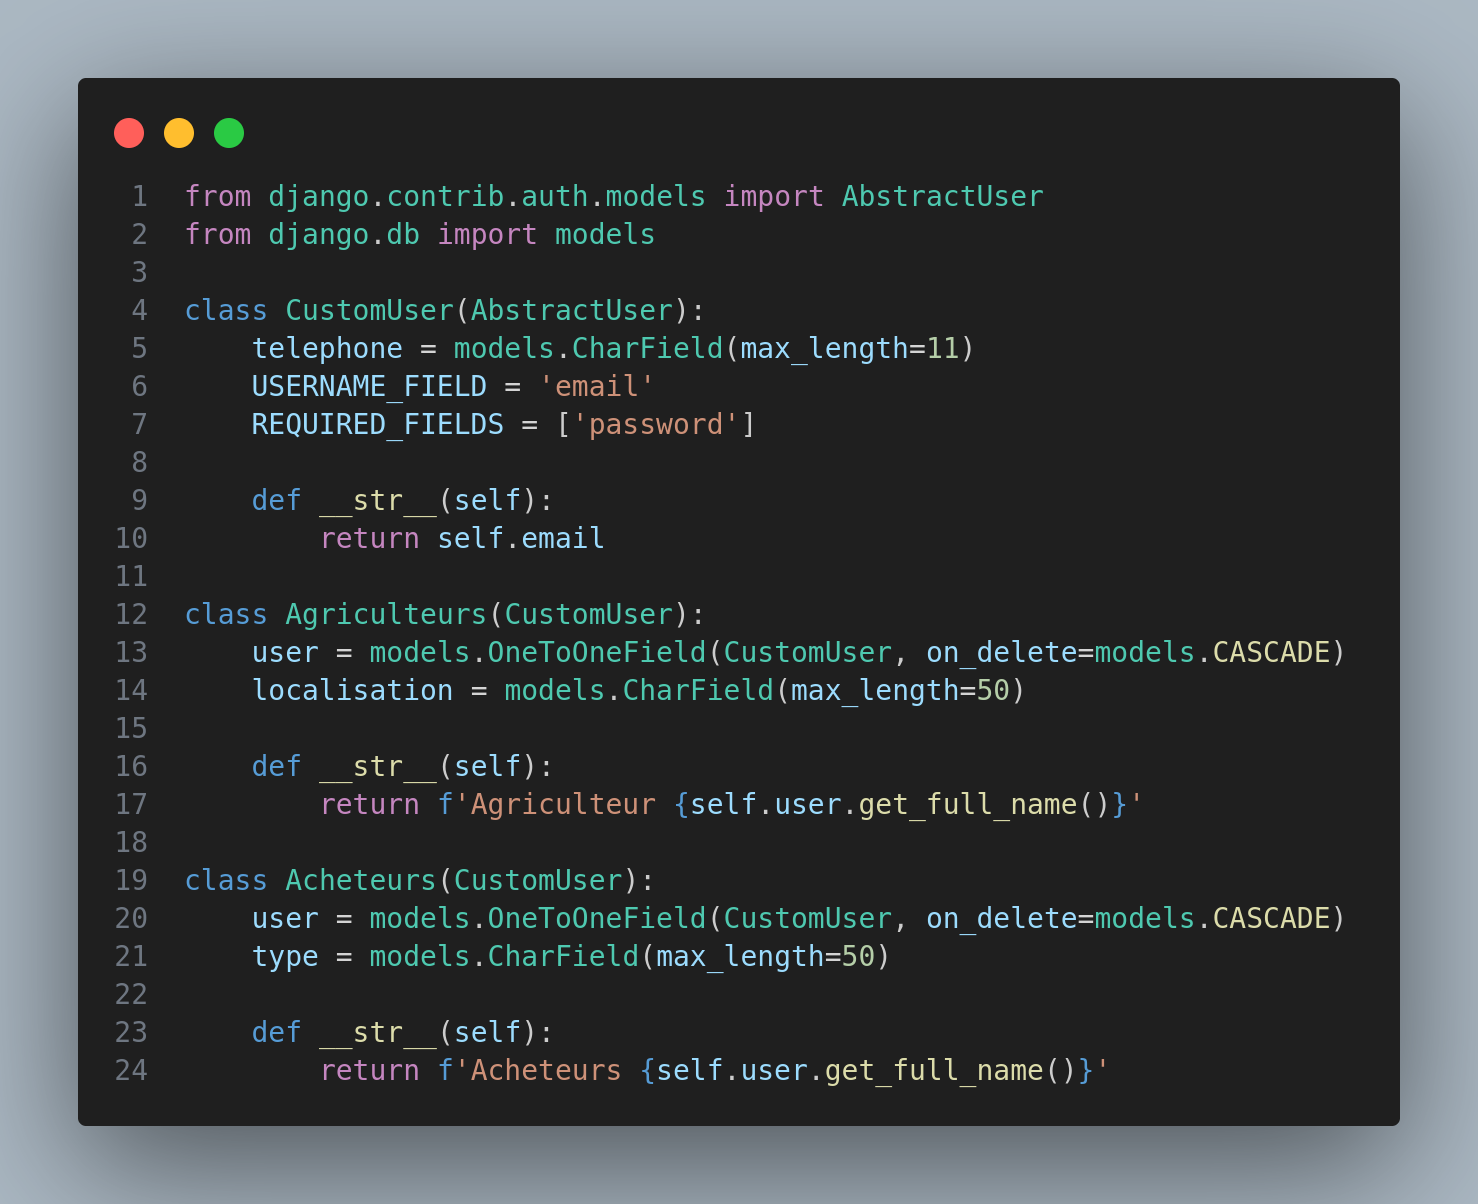 1 from django.contrib.auth.models import AbstractUser
2 from django.db import models
3
4 class CustomUser(AbstractUser):
5     telephone = models.CharField(max_length=11)
6     USERNAME_FIELD = 'email'
7     REQUIRED_FIELDS = ['password']
8
9     def __str__(self):
10         return self.email
11
12 class Agriculteurs(CustomUser):
13     user = models.OneToOneField(CustomUser, on_delete=models.CASCADE)
14     localisation = models.CharField(max_length=50)
15
16     def __str__(self):
17         return f'Agriculteur {self.user.get_full_name()}'
18
19 class Acheteurs(CustomUser):
20     user = models.OneToOneField(CustomUser, on_delete=models.CASCADE)
21     type = models.CharField(max_length=50)
22
23     def __str__(self):
24         return f'Acheteurs {self.user.get_full_name()}'